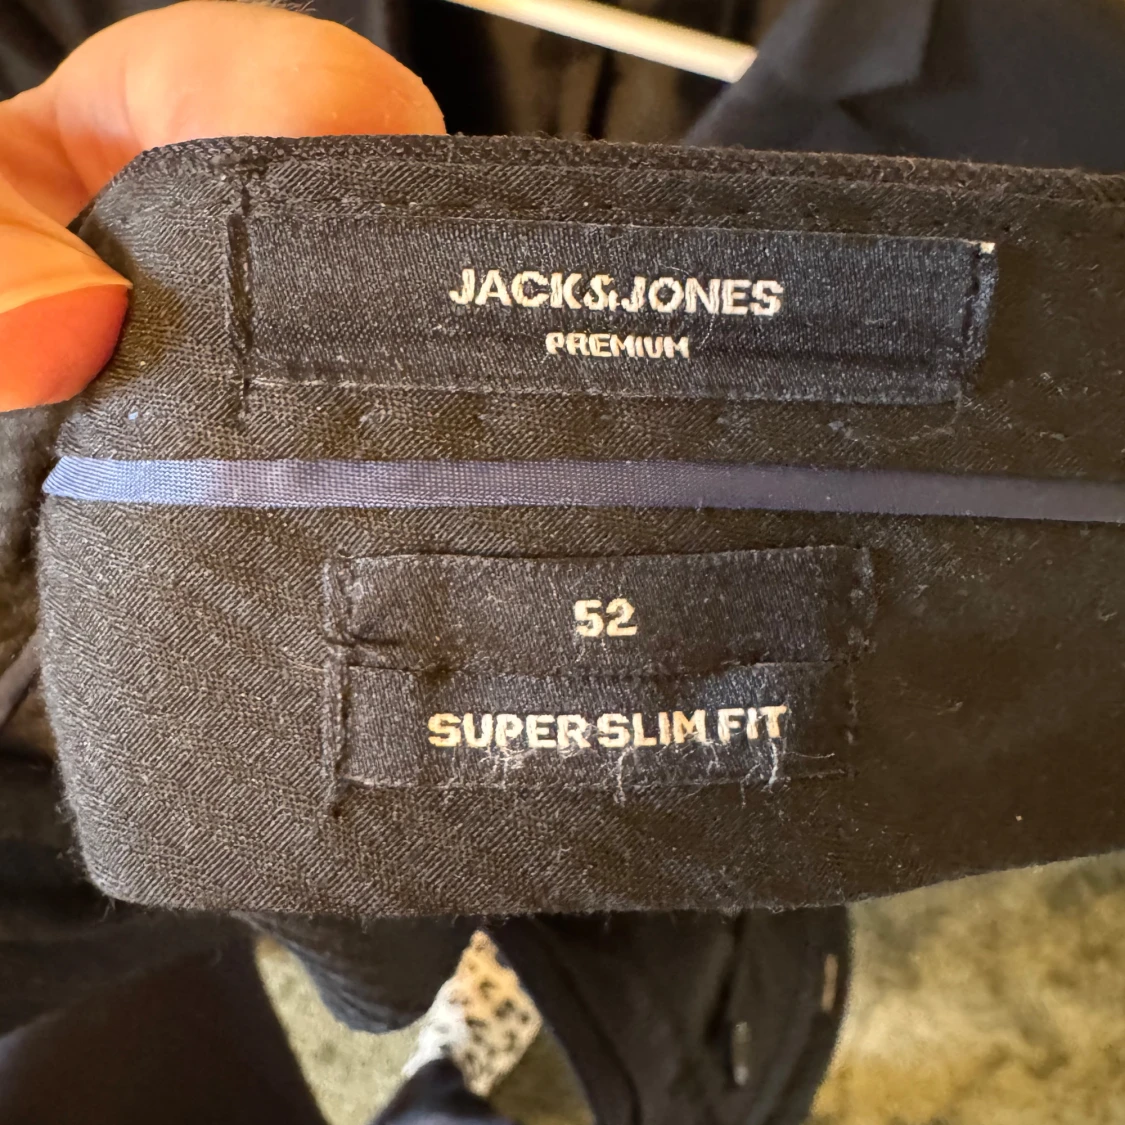 JACK&JONES
PREMIUM
52
SUPER SLIM FIT